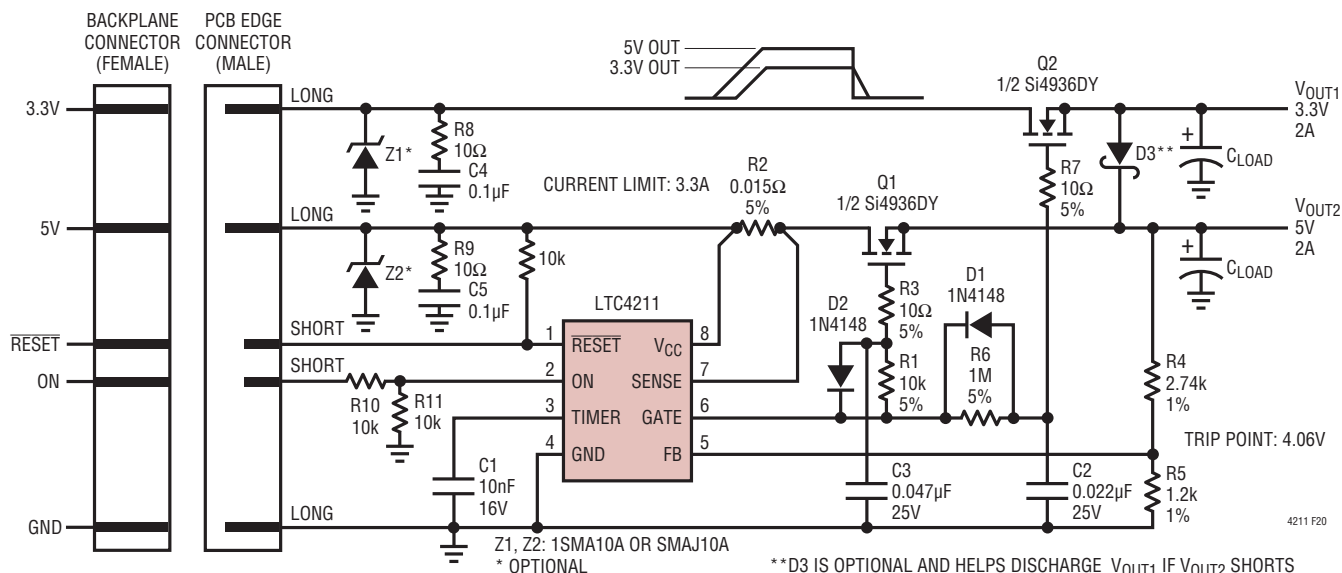 BACKPLANE
CONNECTOR
(FEMALE)
PCB EDGE
CONNECTOR
(MALE)
5V OUT
3.3V OUT
Q2
1/2 Si4936DY
LONG
3.3V
VOUT1
3.3V
2A
Z1*
R8
10Ω
C4
0.1µF
CURRENT LIMIT: 3.3A
R2
0.015Ω
5%
Q1
1/2 Si4936DY
R7
10Ω
5%
D3**
+
CLOAD
LONG
5V
VOUT2
5V
2A
Z2*
R9
10Ω
C5
0.1µF
10k
LTC4211
D2
1N4148
R3
10Ω
5%
D1
1N4148
+
CLOAD
SHORT
RESET
1
RESET
VCC
8
SHORT
ON
2
ON
SENSE
7
R10
10k
R11
10k
3
TIMER
GATE
6
R1
10k
5%
R6
1M
5%
R4
2.74k
1%
4
GND
FB
5
TRIP POINT: 4.06V
C1
10nF
16V
C3
0.047µF
25V
C2
0.022µF
25V
R5
1.2k
1%
LONG
GND
4211 F20
Z1, Z2: 1SMA10A OR SMAJ10A
* OPTIONAL
**D3 IS OPTIONAL AND HELPS DISCHARGE VOUT1 IF VOUT2 SHORTS